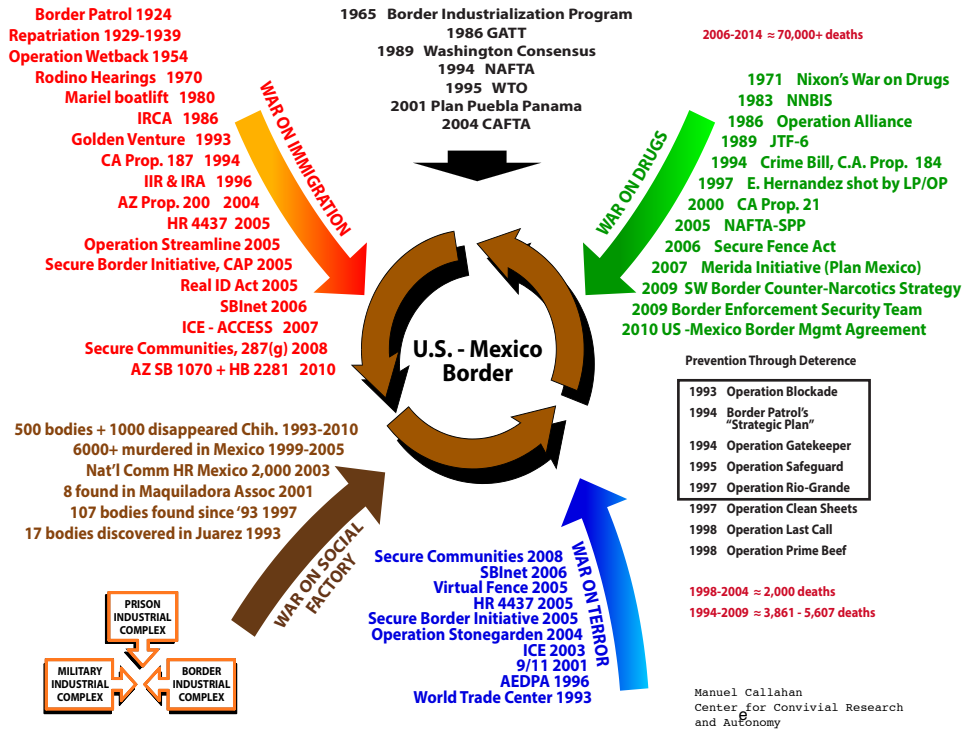 Border Patrol 1924
Repatriation 1929-1939
Operation Wetback 1954
Rodino Hearings 1970
Mariel boatlift 1980
IRCA 1986
Golden Venture 1993
CA Prop. 187 1994
IIR & IRA 1996
AZ Prop. 200 2004
HR 4437 2005
Operation Streamline 2005
Secure Border Initiative, CAP 2005
Real ID Act 2005
SBInet 2006
ICE - ACCESS 2007
Secure Communities, 287(g) 2008
AZ SB 1070 + HB 2281 2010
WAR ON IMMIGRATION
1965 Border Industrialization Program
1986 GATT
1989 Washington Consensus
1994 NAFTA
1995 WTO
2001 Plan Puebla Panama
2004 CAFTA
2006-2014 ≈ 70,000+ deaths
1971 Nixon's War on Drugs
1983 NNBIS
1986 Operation Alliance
1989 JTF-6
1994 Crime Bill, C.A. Prop. 184
1997 E. Hernandez shot by LP/OP
2000 CA Prop. 21
2005 NAFTA-SPP
2006 Secure Fence Act
2007 Merida Initiative (Plan Mexico)
2009 SW Border Counter-Narcotics Strategy
2009 Border Enforcement Security Team
2010 US -Mexico Border Mgmt Agreement
WAR ON DRUGS
U.S. - Mexico
Border
Prevention Through Deterence
1993 Operation Blockade
1994 Border Patrol's
"Strategic Plan"
1994 Operation Gatekeeper
1995 Operation Safeguard
1997 Operation Rio-Grande
1997 Operation Clean Sheets
1998 Operation Last Call
1998 Operation Prime Beef
1998-2004 ≈ 2,000 deaths
1994-2009 ≈ 3,861 - 5,607 deaths
500 bodies + 1000 disappeared Chih. 1993-2010
6000+ murdered in Mexico 1999-2005
Nat'l Comm HR Mexico 2,000 2003
8 found in Maquiladora Assoc 2001
107 bodies found since '93 1997
17 bodies discovered in Juarez 1993
WAR ON SOCIAL
FACTORY
Secure Communities 2008
SBInet 2006
Virtual Fence 2005
HR 4437 2005
Secure Border Initiative 2005
Operation Stonegarden 2004
ICE 2003
9/11 2001
AEDPA 1996
World Trade Center 1993
WAR ON TERROR
PRISON
INDUSTRIAL
COMPLEX
MILITARY
INDUSTRIAL
COMPLEX
BORDER
INDUSTRIAL
COMPLEX
Manuel Callahan
Center for Convivial Research
and Autonomy
e